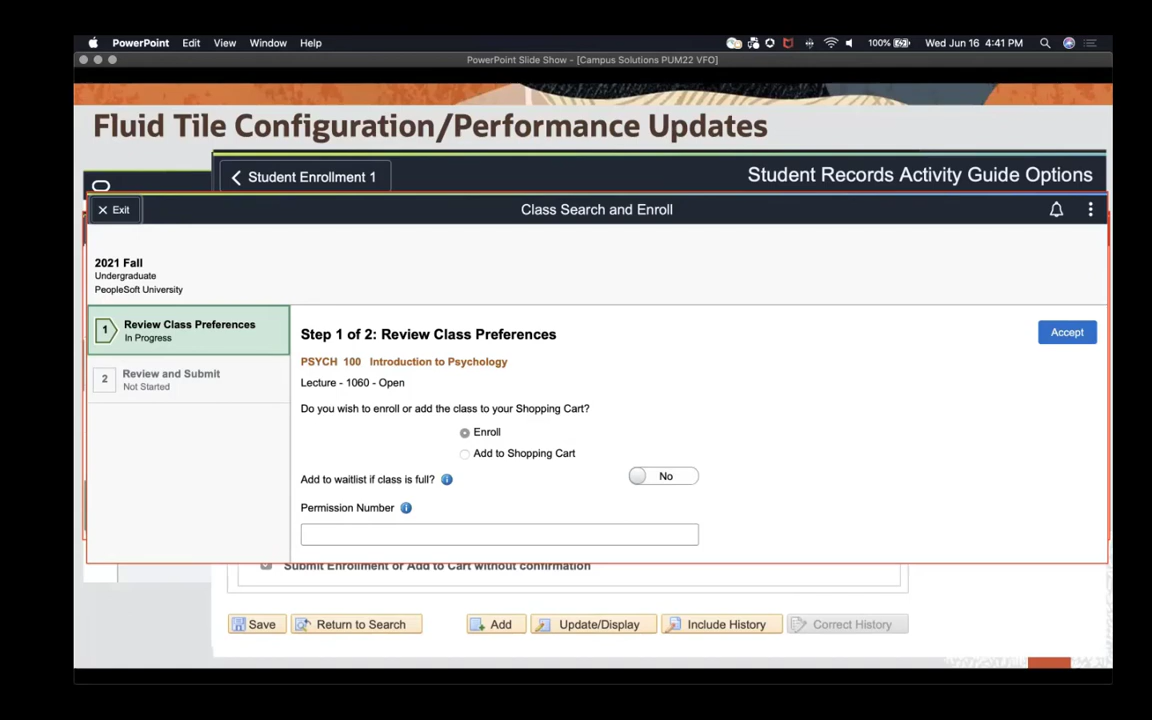 PowerPoint Edit View Window Help 100% Wed Jun 16 4:41 PM
PowerPoint Slide Show - [Campus Solutions PUM22 VFO]
Fluid Tile Configuration/Performance Updates
Student Enrollment 1 Student Records Activity Guide Options
Exit Class Search and Enroll
2021 Fall
Undergraduate
PeopleSoft University
1 Review Class Preferences
In Progress
2 Review and Submit
Not Started
Step 1 of 2: Review Class Preferences Accept
PSYCH 100 Introduction to Psychology
Lecture - 1060 - Open
Do you wish to enroll or add the class to your Shopping Cart?
Enroll
Add to Shopping Cart
Add to waitlist if class is full? No
Permission Number
Submit Enrollment or Add to Cart without confirmation
Save Return to Search Add Update/Display Include History Correct History